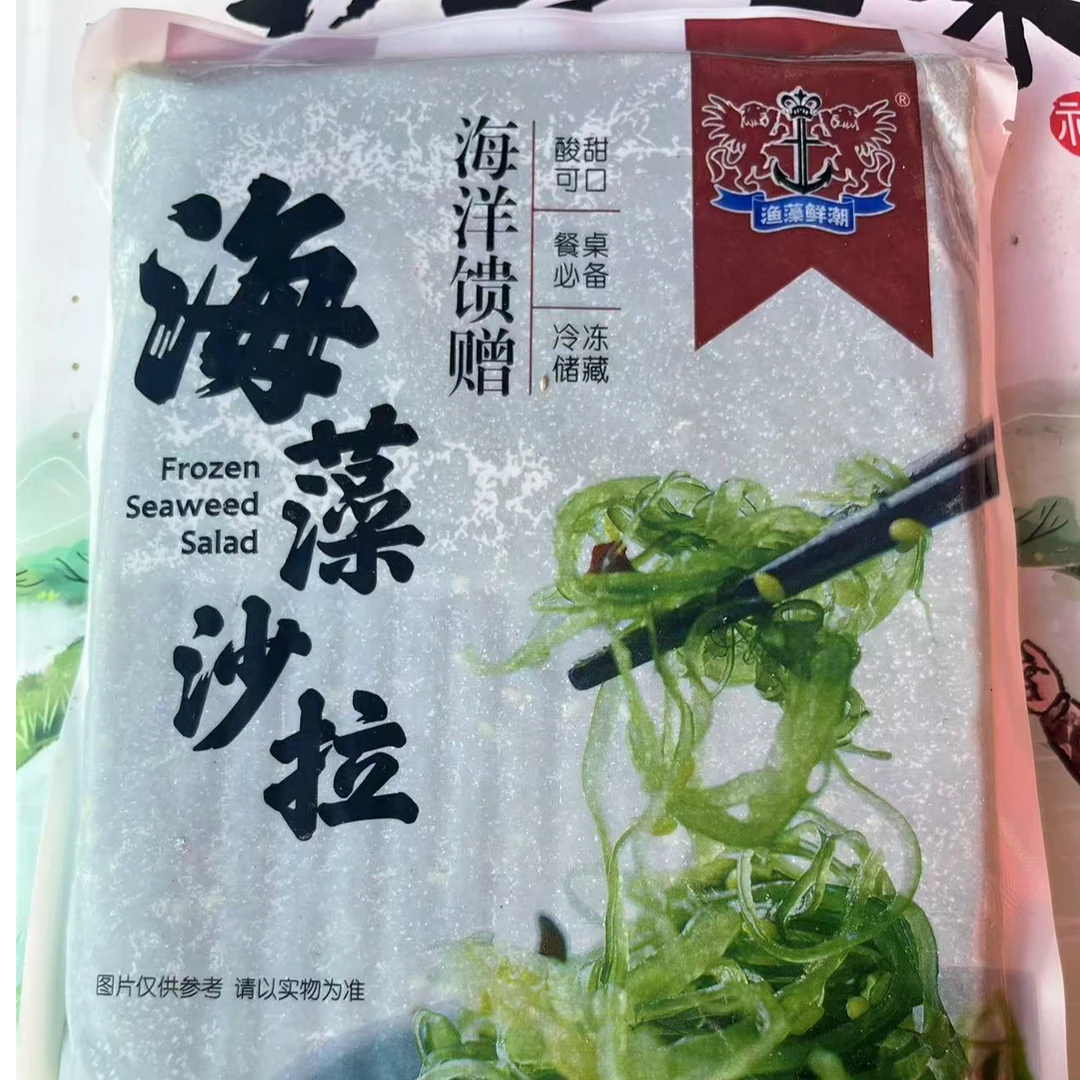 海洋馈赠
酸甜
可口
餐桌
必备
冷冻
储藏
®
渔藻鲜潮
海藻沙拉
Frozen
Seaweed
Salad
图片仅供参考 请以实物为准